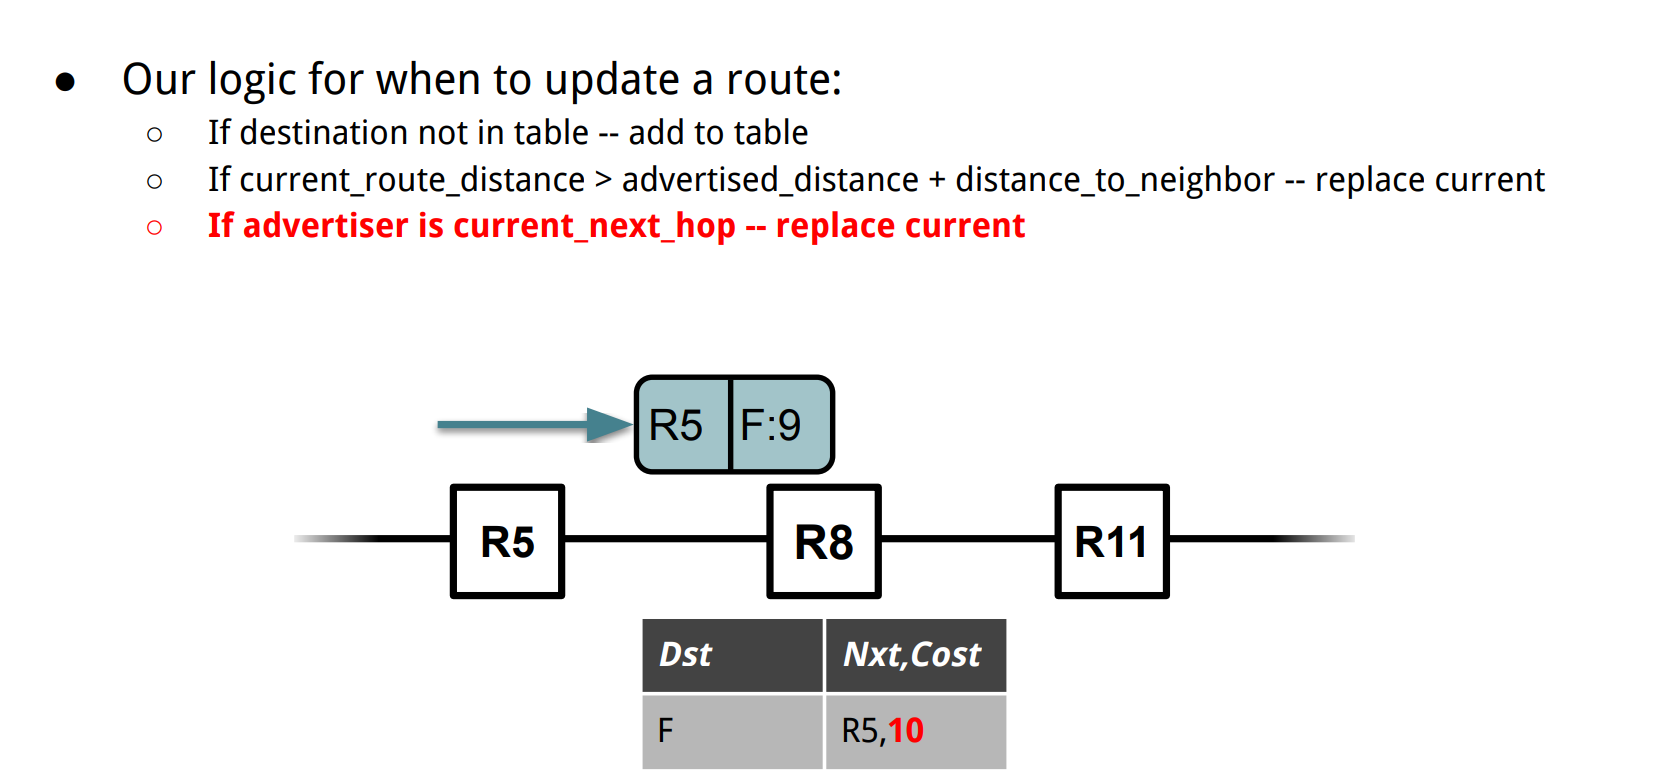 ● Our logic for when to update a route:
○ If destination not in table -- add to table
○ If current_route_distance > advertised_distance + distance_to_neighbor -- replace current
○ If advertiser is current_next_hop -- replace current
R5 F:9
R5 R8 R11
Dst Nxt,Cost
F R5,10